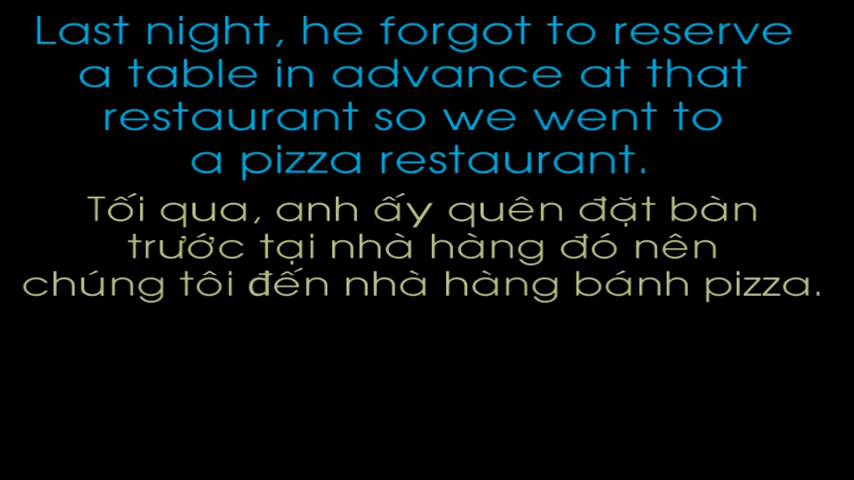 Last night, he forgot to reserve
a table in advance at that
restaurant so we went to
a pizza restaurant.
Tối qua, anh ấy quên đặt bàn
trước tại nhà hàng đó nên
chúng tôi đến nhà hàng bánh pizza.